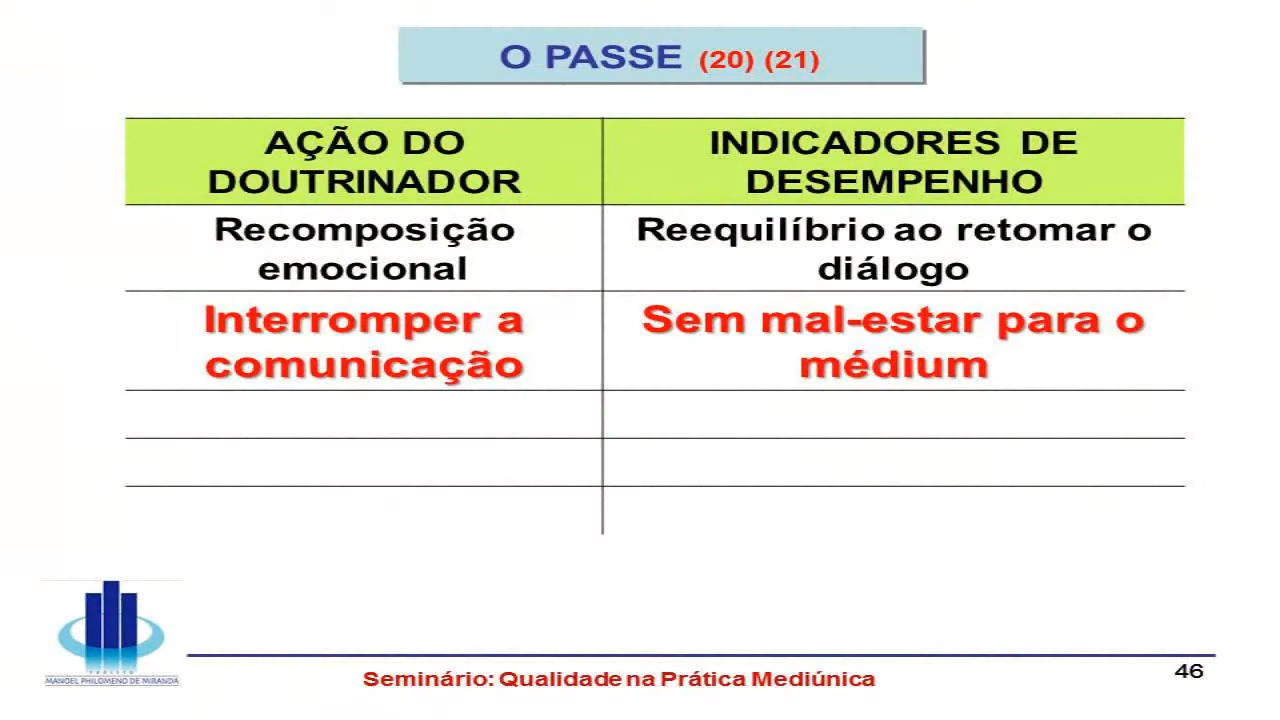 O PASSE (20) (21)
AÇÃO DO
DOUTRINADOR
INDICADORES DE
DESEMPENHO
Recomposição
emocional
Reequilíbrio ao retomar o
diálogo
Interromper a
comunicação
Sem mal-estar para o
médium
PROJETO
MANOEL PHILOMENO DE MIRANDA
Seminário: Qualidade na Prática Mediúnica
46